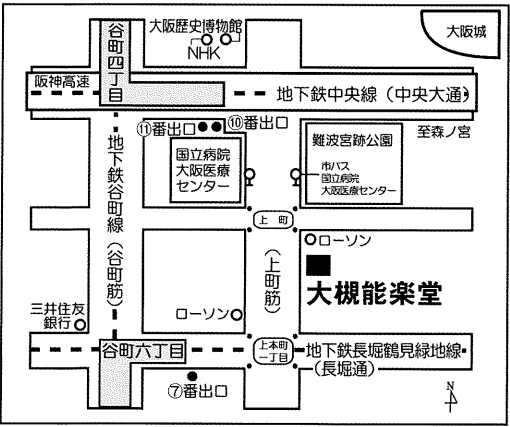 大阪歴史博物館
NHK
大阪城
谷町四丁目
阪神高速
地下鉄中央線（中央大通）
⑪番出口
⑩番出口
至森ノ宮
国立病院
大阪医療
センター
難波宮跡公園
市バス
国立病院
大阪医療センター
地下鉄谷町線（谷町筋）
上町
ローソン
（上町筋）
大槻能楽堂
三井住友
銀行
ローソン
谷町六丁目
上本町
一丁目
地下鉄長堀鶴見緑地線
（長堀通）
⑦番出口
N